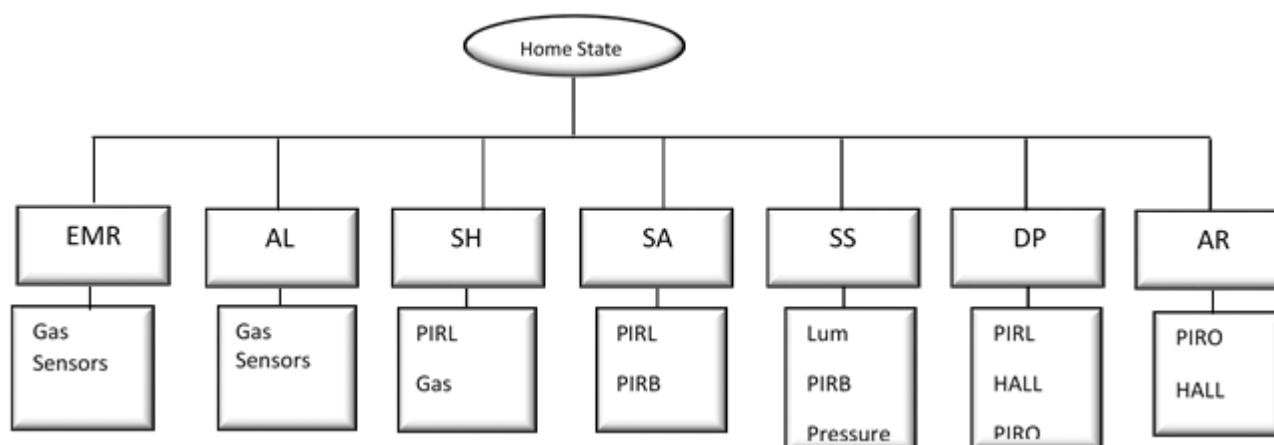 Home State
EMR
AL
SH
SA
SS
DP
AR
Gas
Sensors
Gas
Sensors
PIRL
Gas
PIRL
PIRB
Lum
PIRB
Pressure
PIRL
HALL
PIRO
PIRO
HALL